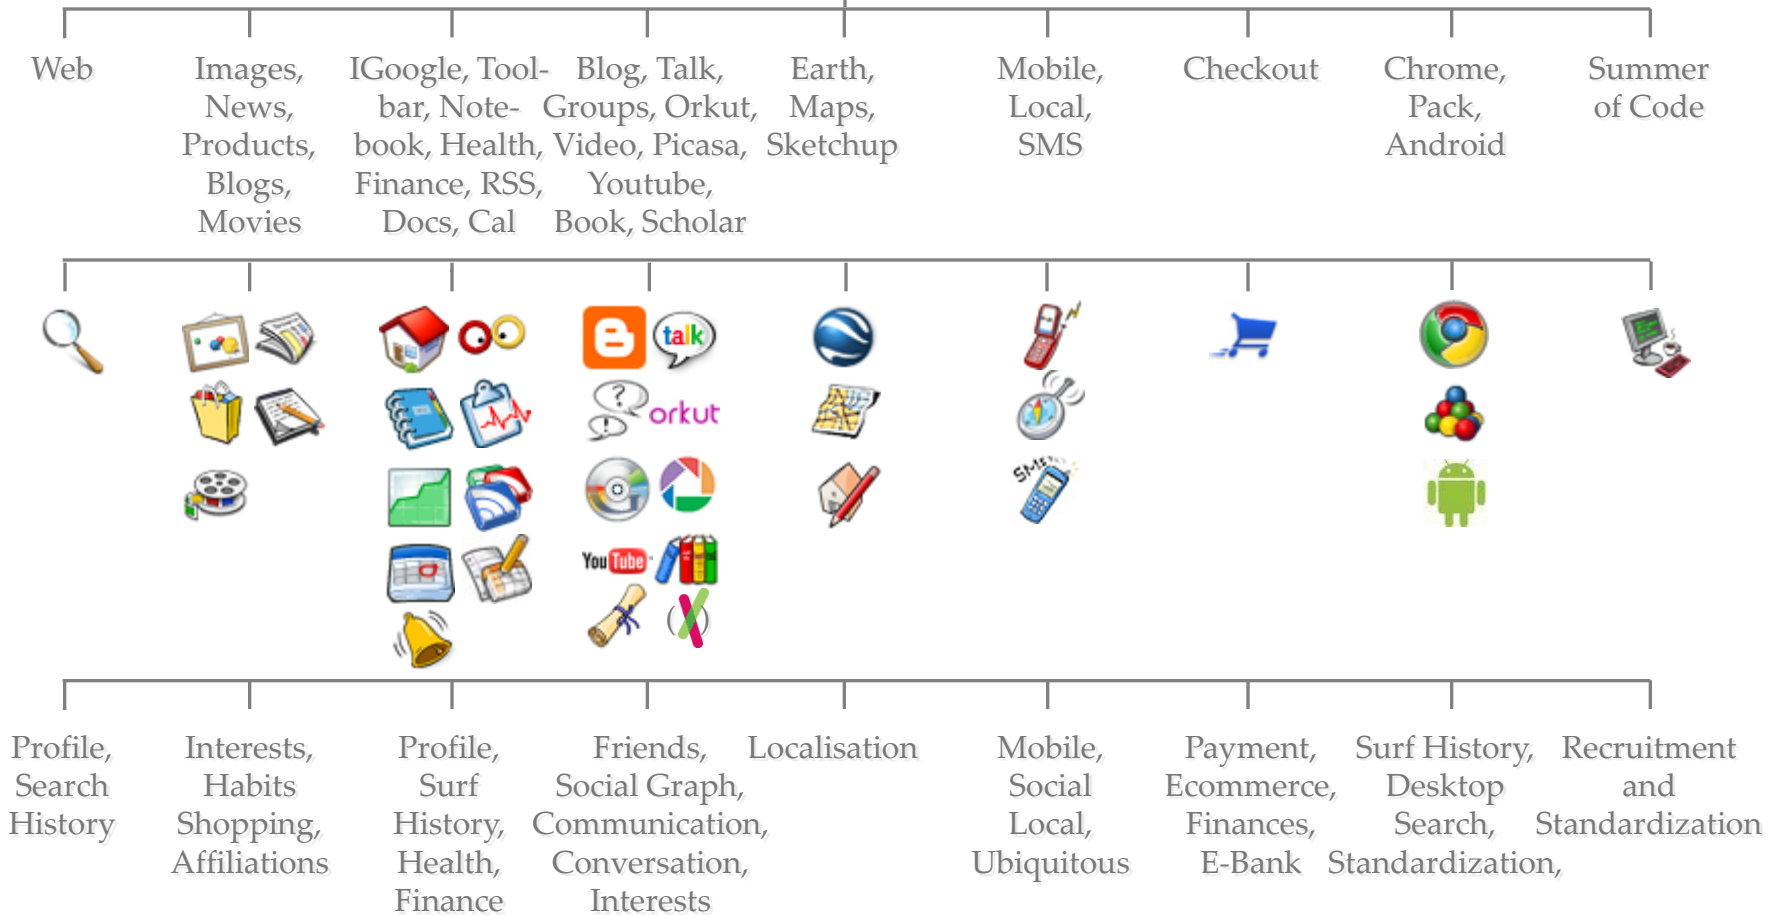 Web
Images,
News,
Products,
Blogs,
Movies
IGoogle, Tool-
bar, Note-
book, Health,
Finance, RSS,
Docs, Cal
Blog, Talk,
Groups, Orkut,
Video, Picasa,
Youtube,
Book, Scholar
Earth,
Maps,
Sketchup
Mobile,
Local,
SMS
Checkout
Chrome,
Pack,
Android
Summer
of Code
talk
orkut
You Tube
SMS
Profile,
Search
History
Interests,
Habits
Shopping,
Affiliations
Profile,
Surf
History,
Health,
Finance
Friends,
Social Graph,
Communication,
Conversation,
Interests
Localisation
Mobile,
Social
Local,
Ubiquitous
Payment,
Ecommerce,
Finances,
E-Bank
Surf History,
Desktop
Search,
Standardization,
Recruitment
and
Standardization